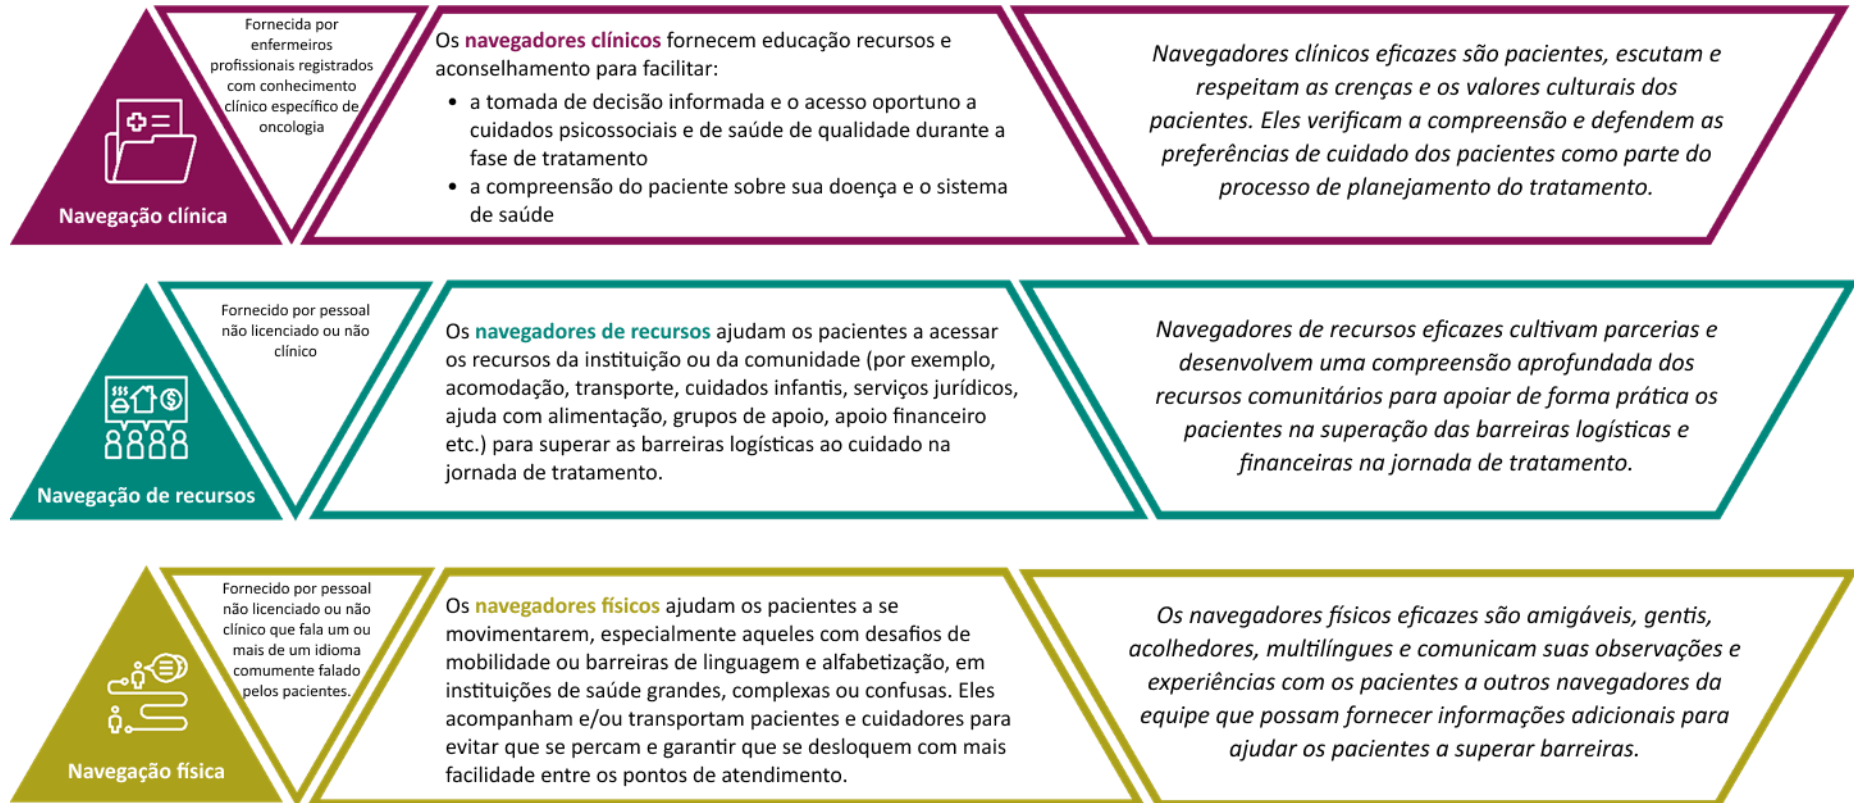 Navegação clínica
Fornecida por
enfermeiros
profissionais registrados
com conhecimento
clínico específico de
oncologia
Os navegadores clínicos fornecem educação recursos e
aconselhamento para facilitar:
• a tomada de decisão informada e o acesso oportuno a
cuidados psicossociais e de saúde de qualidade durante a
fase de tratamento
• a compreensão do paciente sobre sua doença e o sistema
de saúde
Navegadores clínicos eficazes são pacientes, escutam e
respeitam as crenças e os valores culturais dos
pacientes. Eles verificam a compreensão e defendem as
preferências de cuidado dos pacientes como parte do
processo de planejamento do tratamento.
Navegação de recursos
Fornecido por pessoal
não licenciado ou não
clínico
Os navegadores de recursos ajudam os pacientes a acessar
os recursos da instituição ou da comunidade (por exemplo,
acomodação, transporte, cuidados infantis, serviços jurídicos,
ajuda com alimentação, grupos de apoio, apoio financeiro
etc.) para superar as barreiras logísticas ao cuidado na
jornada de tratamento.
Navegadores de recursos eficazes cultivam parcerias e
desenvolvem uma compreensão aprofundada dos
recursos comunitários para apoiar de forma prática os
pacientes na superação das barreiras logísticas e
financeiras na jornada de tratamento.
Navegação física
Fornecido por pessoal
não licenciado ou não
clínico que fala um ou
mais de um idioma
comumente falado
pelos pacientes.
Os navegadores físicos ajudam os pacientes a se
movimentarem, especialmente aqueles com desafios de
mobilidade ou barreiras de linguagem e alfabetização, em
instituições de saúde grandes, complexas ou confusas. Eles
acompanham e/ou transportam pacientes e cuidadores para
evitar que se percam e garantir que se desloquem com mais
facilidade entre os pontos de atendimento.
Os navegadores físicos eficazes são amigáveis, gentis,
acolhedores, multilíngues e comunicam suas observações e
experiências com os pacientes a outros navegadores da
equipe que possam fornecer informações adicionais para
ajudar os pacientes a superar barreiras.